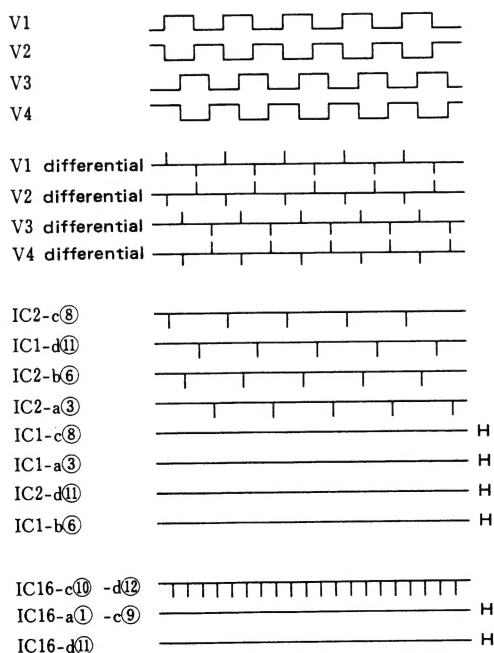 V1
V2
V3
V4
V1 differential
V2 differential
V3 differential
V4 differential
IC2-c⑧
IC1-d⑪
IC2-b⑥
IC2-a③
IC1-c⑧ H
IC1-a③ H
IC2-d⑪ H
IC1-b⑥ H
IC16-c⑩ -d⑫
IC16-a① -c⑨ H
IC16-d⑪ H